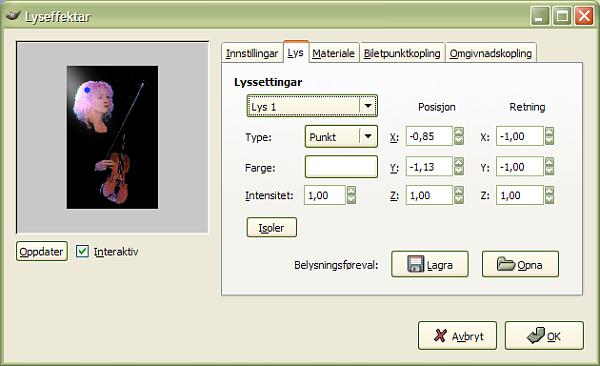 Lyseffektar
Innstillingar Lys Materiale Biletpunktkopling Omgivnadskopling
Lyssettingar
Lys 1 Posisjon Retning
Type: Punkt X: -0,85 X: -1,00
Farge: Y: -1,13 Y: -1,00
Intensitet: 1,00 Z: 1,00 Z: 1,00
Isoler
Oppdater Interaktiv
Belysningsføreval: Lagra Opna
Avbryt OK